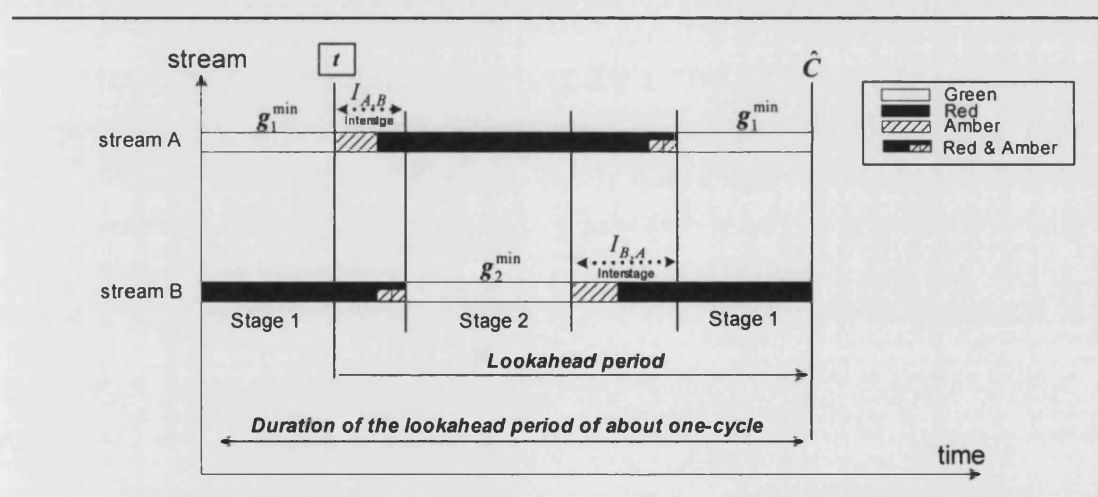 stream
t
Ĉ
I_{A,B}
Interstage
g_1^{min}
g_1^{min}
Green
Red
Amber
Red & Amber
stream A
I_{B,A}
Interstage
g_2^{min}
stream B
Stage 1
Stage 2
Stage 1
Lookahead period
Duration of the lookahead period of about one-cycle
time